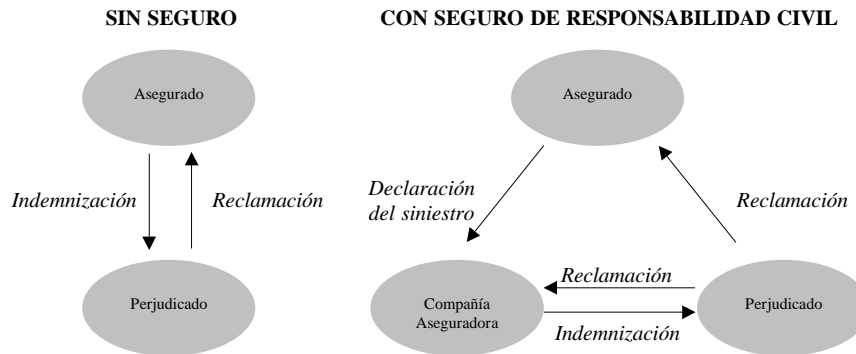 SIN SEGURO
Asegurado
Indemnización
Reclamación
Perjudicado
CON SEGURO DE RESPONSABILIDAD CIVIL
Asegurado
Declaración
del siniestro
Reclamación
Reclamación
Compañía
Aseguradora
Perjudicado
Indemnización